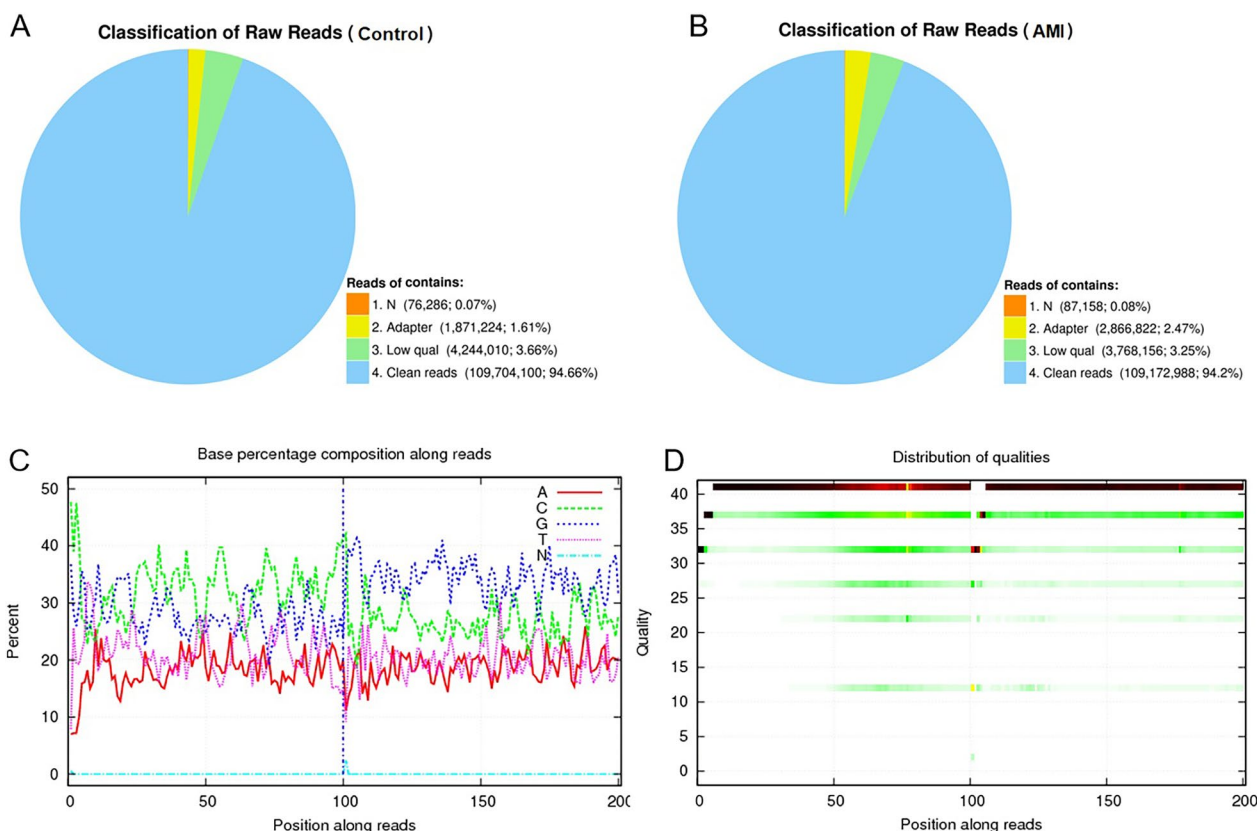 A
Classification of Raw Reads (Control)
Reads of contains:
1. N (76,286; 0.07%)
2. Adapter (1,871,224; 1.61%)
3. Low qual (4,244,010; 3.66%)
4. Clean reads (109,704,100; 94.66%)
B
Classification of Raw Reads (AMI)
Reads of contains:
1. N (87,158; 0.08%)
2. Adapter (2,866,822; 2.47%)
3. Low qual (3,768,156; 3.25%)
4. Clean reads (109,172,988; 94.2%)
C
Base percentage composition along reads
50
40
30
20
10
0
Percent
A
C
G
T
N
0
50
100
150
200
Position along reads
D
Distribution of qualities
40
35
30
25
20
15
10
5
0
Quality
0
50
100
150
200
Position along reads